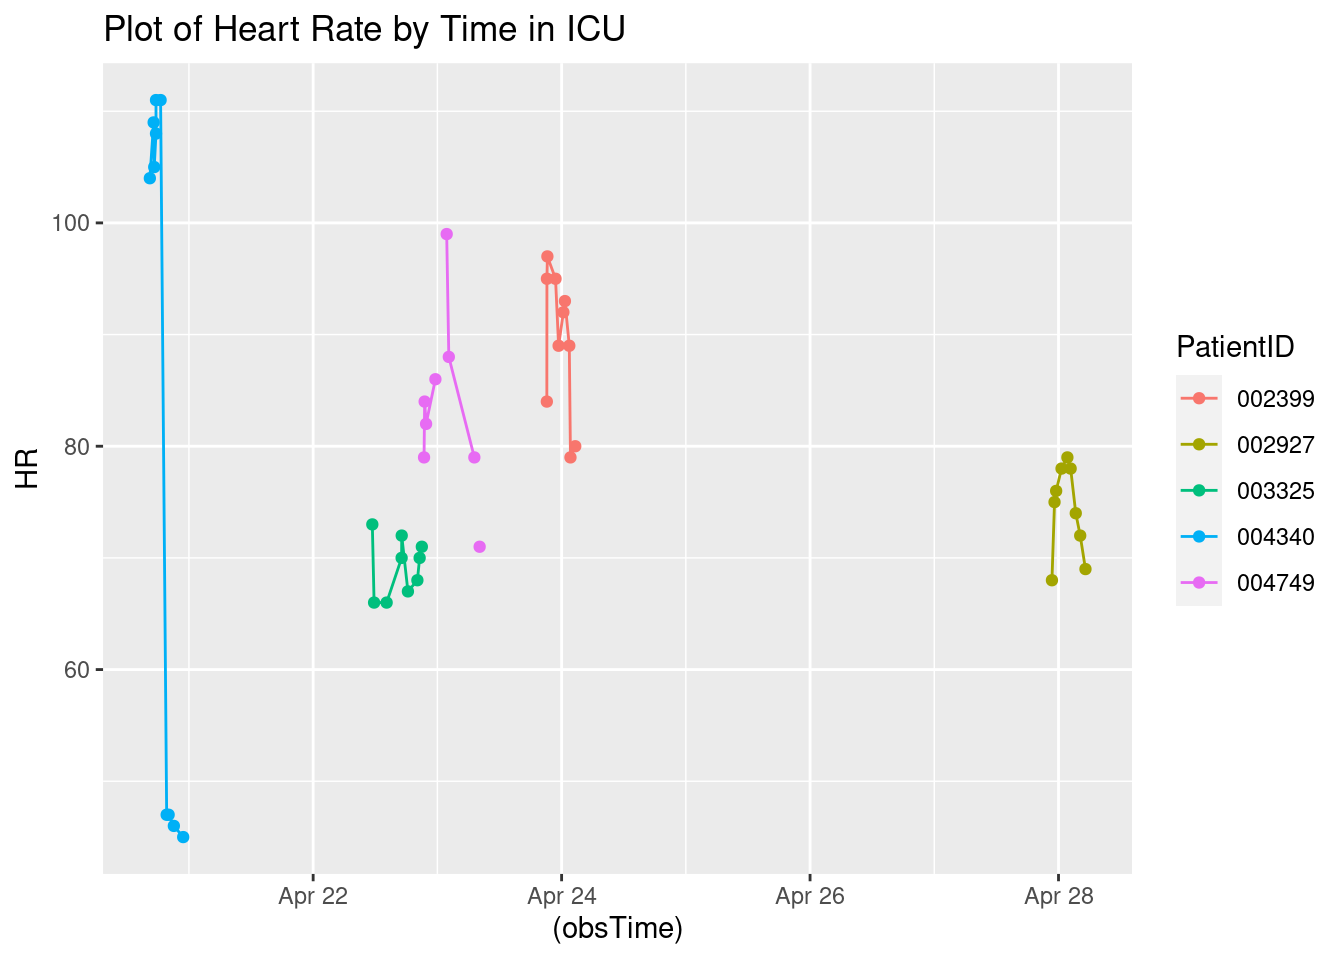 Plot of Heart Rate by Time in ICU
HR
100
80
60
Apr 22
Apr 24
Apr 26
Apr 28
(obsTime)
PatientID
002399
002927
003325
004340
004749